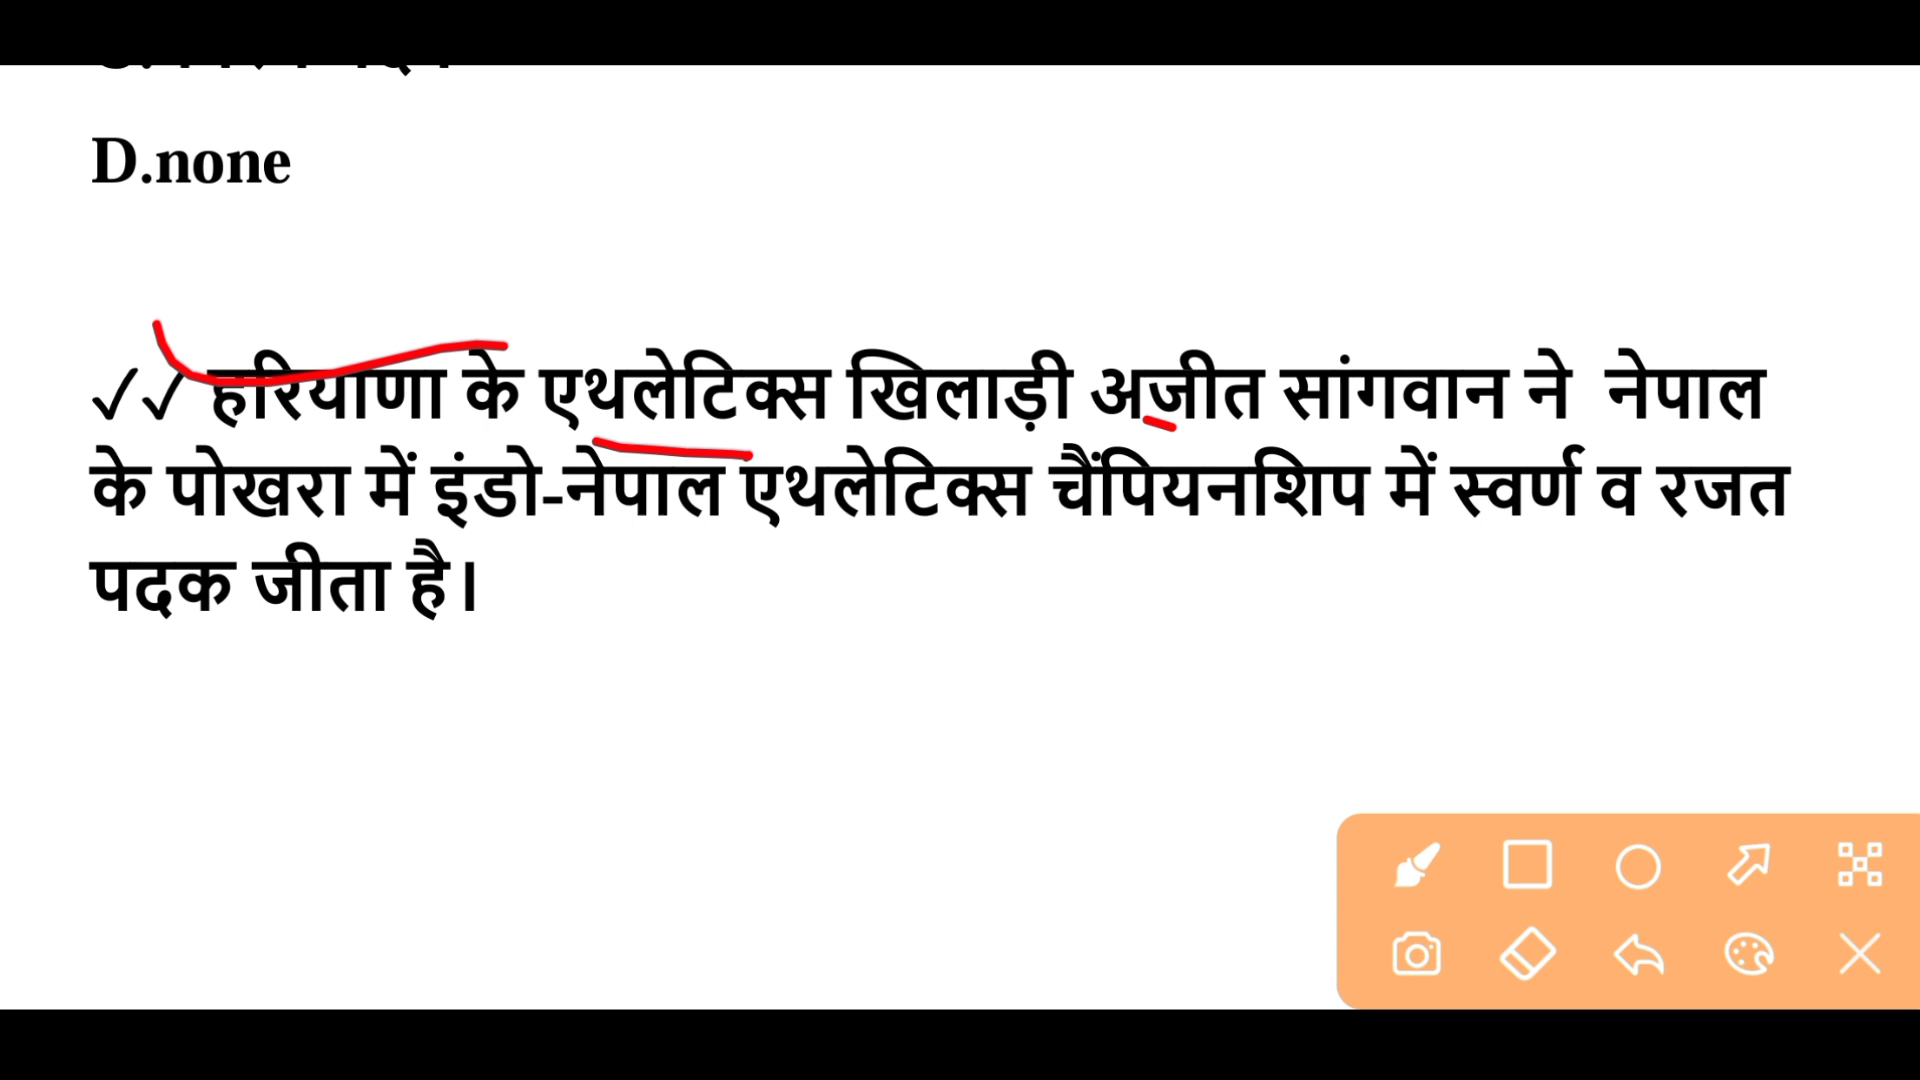 D.none
✓✓ हरियाणा के एथलेटिक्स खिलाड़ी अजीत सांगवान ने नेपाल
के पोखरा में इंडो-नेपाल एथलेटिक्स चैंपियनशिप में स्वर्ण व रजत
पदक जीता है।